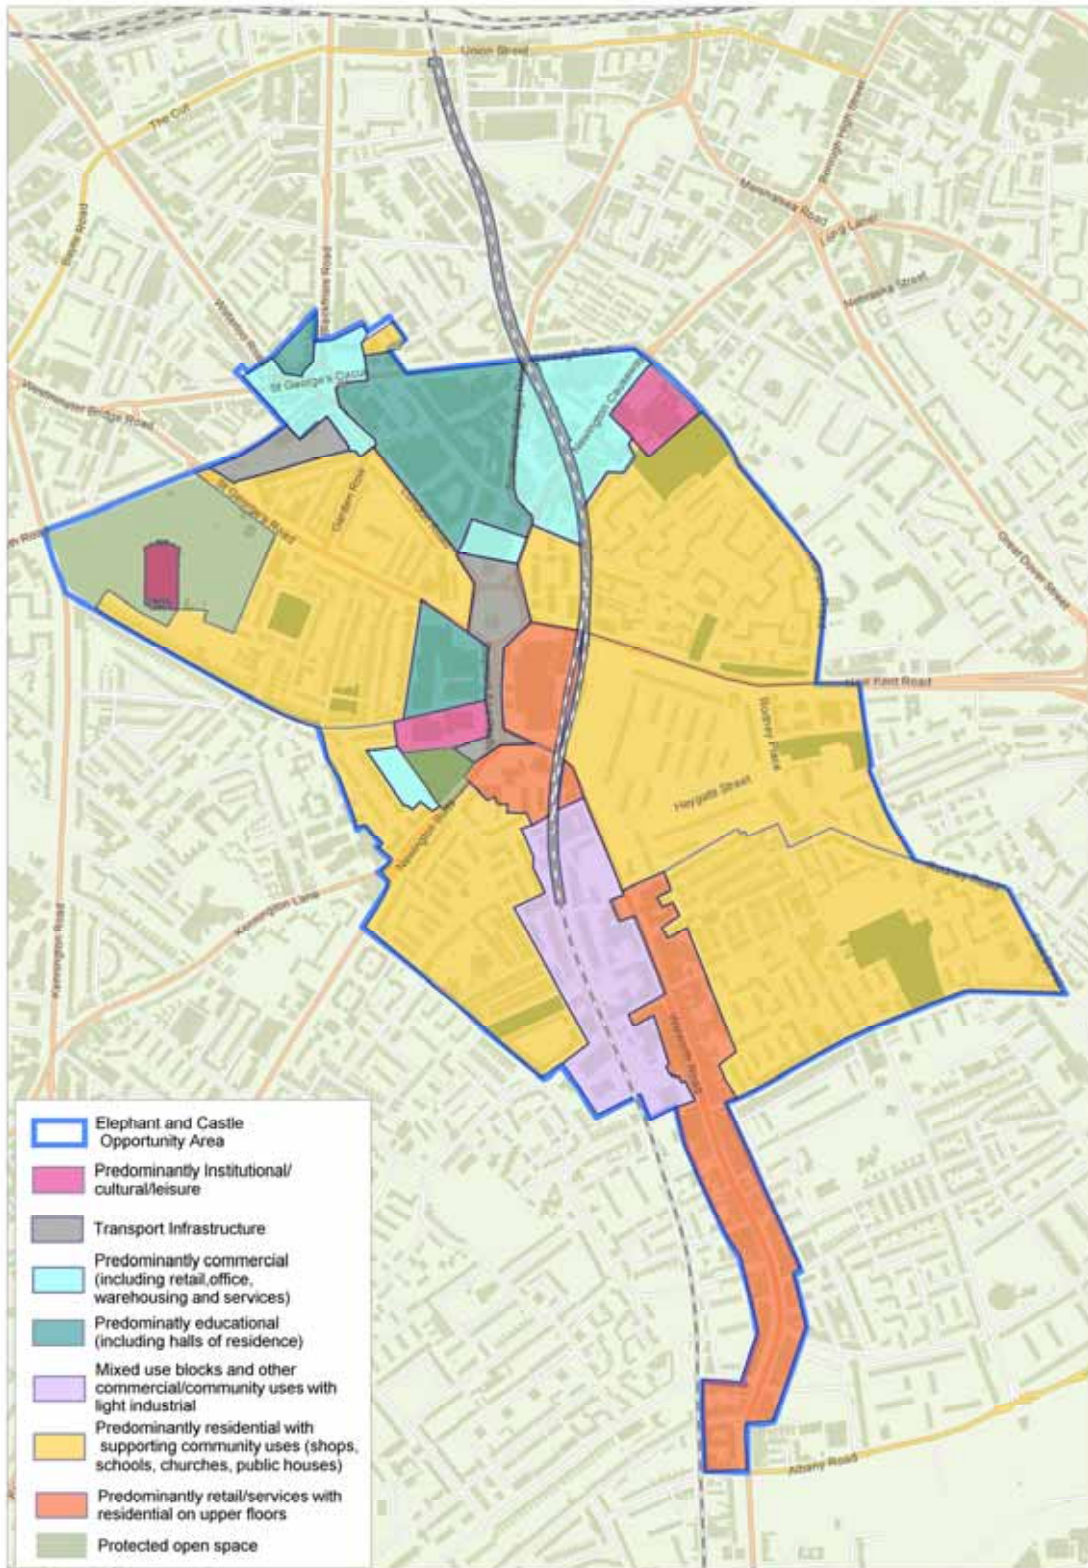 Union Street
The Cut
Borough High Street
Long Lane
Waterloo Road
Blackfriars Road
St George's Circus
Westminster Bridge Road
Newington Causeway
Garden Row
St George's Road
Great Dover Street
New Kent Road
Rodney Place
Heygate Street
Kennington Lane
Kennington Road
Walworth Road
Albany Road
Elephant and Castle
Opportunity Area
Predominantly Institutional/
cultural/leisure
Transport Infrastructure
Predominantly commercial
(including retail,office,
warehousing and services)
Predominatly educational
(including halls of residence)
Mixed use blocks and other
commercial/community uses with
light industrial
Predominantly residential with
supporting community uses (shops,
schools, churches, public houses)
Predominantly retail/services with
residential on upper floors
Protected open space